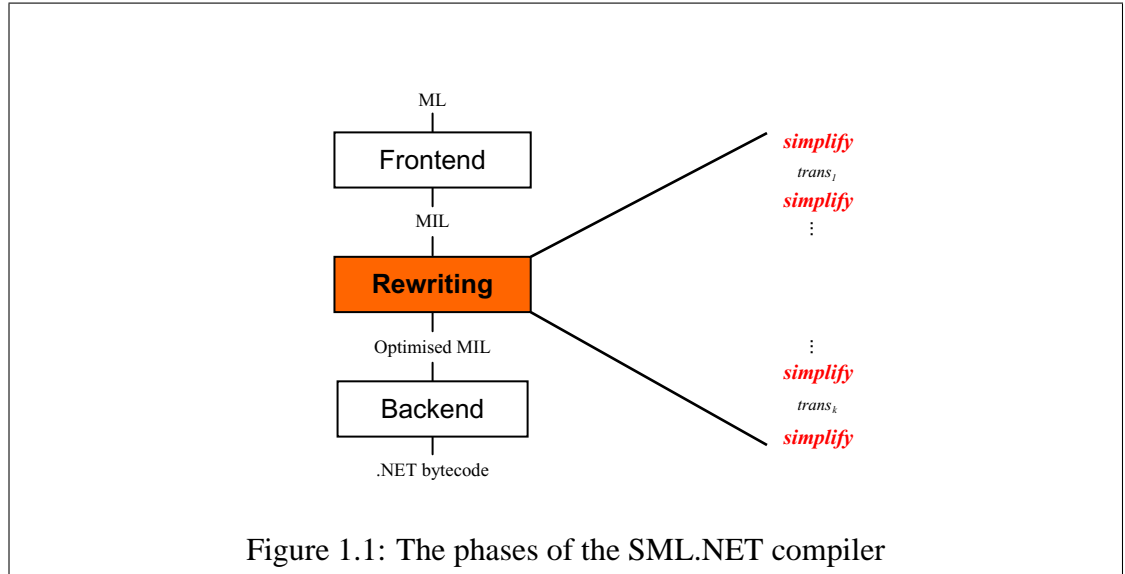 ML
Frontend
MIL
Rewriting
Optimised MIL
Backend
.NET bytecode
simplify
trans₁
simplify
⋮
⋮
simplify
transₖ
simplify
Figure 1.1: The phases of the SML.NET compiler